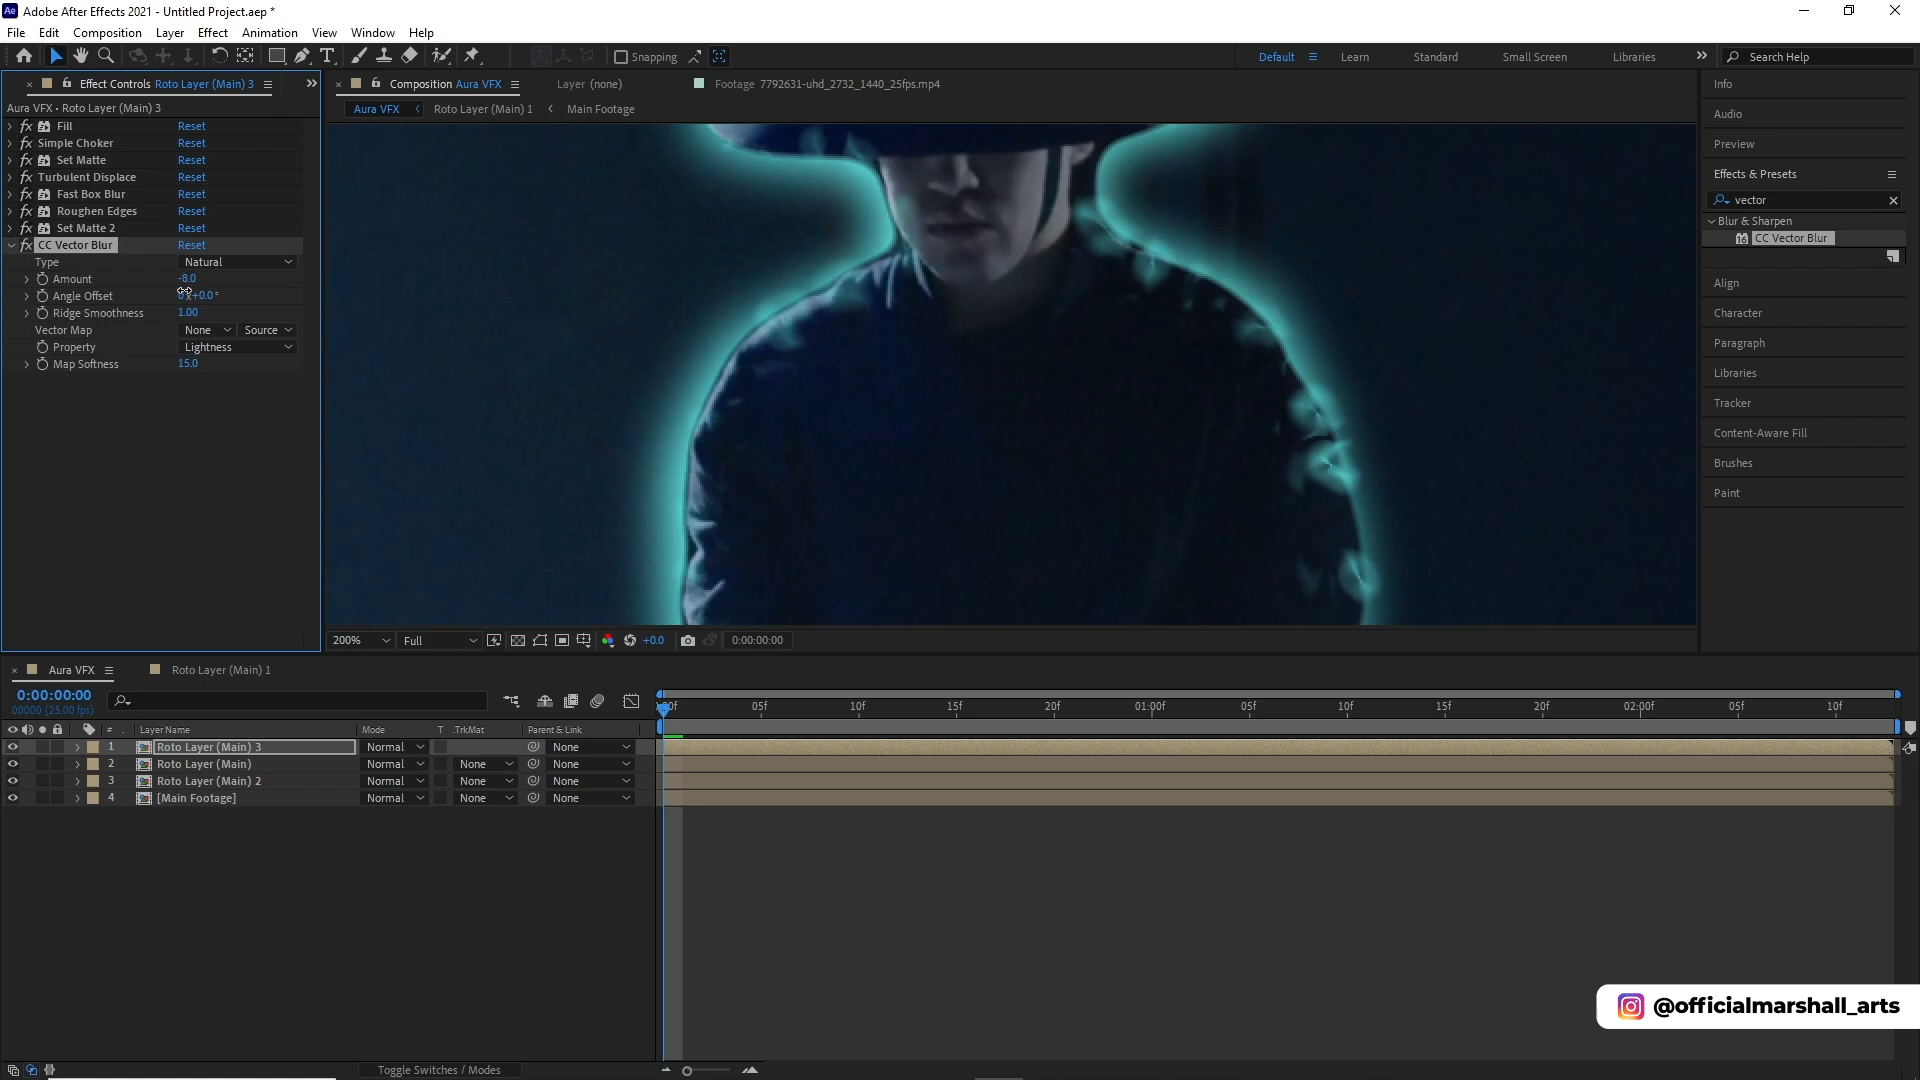 Adobe After Effects 2021 - Untitled Project.aep *
File Edit Composition Layer Effect Animation View Window Help
Snapping Default Learn Standard Small Screen Libraries Search Help
Effect Controls Roto Layer (Main) 3
Composition Aura VFX Layer (none) Footage 7792631-uhd_2732_1440_25fps.mp4
Aura VFX • Roto Layer (Main) 3
Aura VFX Roto Layer (Main) 1 Main Footage
fx Fill Reset
fx Simple Choker Reset
fx Set Matte Reset
fx Turbulent Displace Reset
fx Fast Box Blur Reset
fx Roughen Edges Reset
fx Set Matte 2 Reset
fx CC Vector Blur Reset
Type Natural
Amount -8.0
Angle Offset 0x+0.0°
Ridge Smoothness 1.00
Vector Map None Source
Property Lightness
Map Softness 15.0
Info
Audio
Preview
Effects & Presets
vector
Blur & Sharpen
16 CC Vector Blur
Align
Character
Paragraph
Libraries
Tracker
Content-Aware Fill
Brushes
Paint
200% Full +0.0 0:00:00:00
Aura VFX Roto Layer (Main) 1
0:00:00:00
00000 (25.00 fps)
05f 10f 15f 20f 01:00f 05f 10f 15f 20f 02:00f 05f 10f
# Layer Name Mode T .TrkMat Parent & Link
1 Roto Layer (Main) 3 Normal None
2 Roto Layer (Main) Normal None None
3 Roto Layer (Main) 2 Normal None None
4 [Main Footage] Normal None None
Toggle Switches / Modes
@officialmarshall_arts